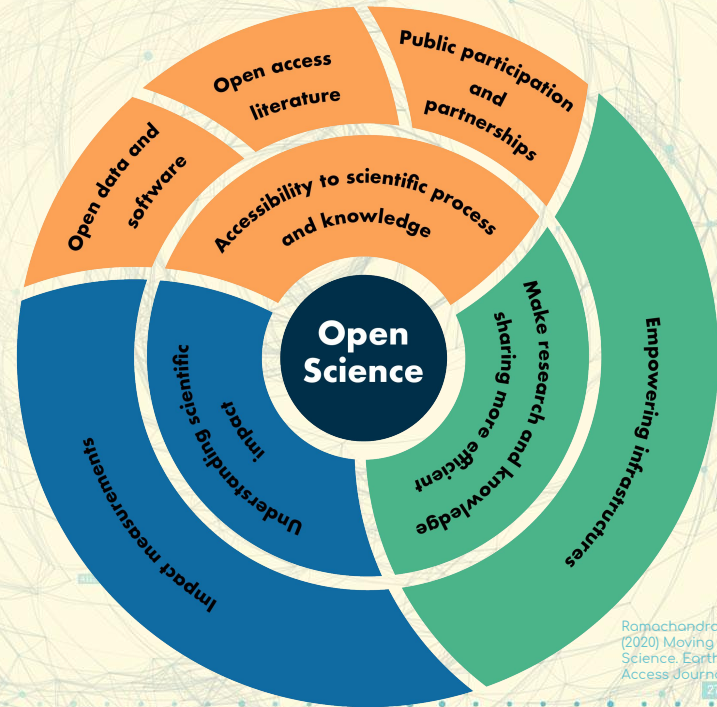 Public participation
and
partnerships
Open access
literature
Open data and
software
Accessibility to scientific process
and knowledge
Open
Science
Make research and knowledge
sharing more efficient
Empowering infrastructures
Understanding scientific
impact
Impact measurements
(2020) Moving
Science. Earth
Access Journ